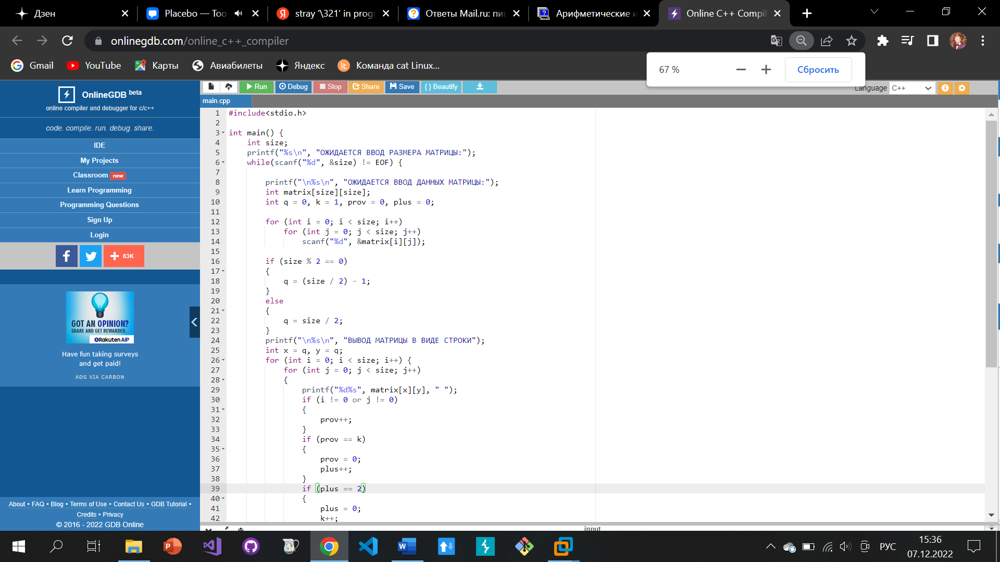 Дзен
Placebo — Too
stray ‘\321’ in progr
Ответы Mail.ru: пи
Арифметические и
Online C++ Compil
onlinegdb.com/online_c++_compiler
Gmail
YouTube
Карты
Авиабилеты
Яндекс
Команда cat Linux...
67 %
Сбросить
OnlineGDB beta
online compiler and debugger for c/c++
code. compile. run. debug. share.
IDE
My Projects
Classroom new
Learn Programming
Programming Questions
Sign Up
Login
83K
GOT AN OPINION?
SHARE AND GET REWARDED.
Rakuten AIP
Have fun taking surveys
and get paid!
ADS VIA CARBON
About • FAQ • Blog • Terms of Use • Contact Us • GDB Tutorial •
Credits • Privacy
© 2016 - 2022 GDB Online
Run
Debug
Stop
Share
Save
{ } Beautify
Language C++
main.cpp
1 #include<stdio.h>
2
3 int main() {
4 int size;
5 printf("%s\n", "ОЖИДАЕТСЯ ВВОД РАЗМЕРА МАТРИЦЫ:");
6 while(scanf("%d", &size) != EOF) {
7
8 printf("\n%s\n", "ОЖИДАЕТСЯ ВВОД ДАННЫХ МАТРИЦЫ:");
9 int matrix[size][size];
10 int q = 0, k = 1, prov = 0, plus = 0;
11
12 for (int i = 0; i < size; i++)
13 for (int j = 0; j < size; j++)
14 scanf("%d", &matrix[i][j]);
15
16 if (size % 2 == 0)
17 {
18 q = (size / 2) - 1;
19 }
20 else
21 {
22 q = size / 2;
23 }
24 printf("\n%s\n", "ВЫВОД МАТРИЦЫ В ВИДЕ СТРОКИ");
25 int x = q, y = q;
26 for (int i = 0; i < size; i++) {
27 for (int j = 0; j < size; j++)
28 {
29 printf("%d%s", matrix[x][y], " ");
30 if (i != 0 or j != 0)
31 {
32 prov++;
33 }
34 if (prov == k)
35 {
36 prov = 0;
37 plus++;
38 }
39 if (plus == 2)
40 {
41 plus = 0;
42 k++;
input
РУС
15:36
07.12.2022